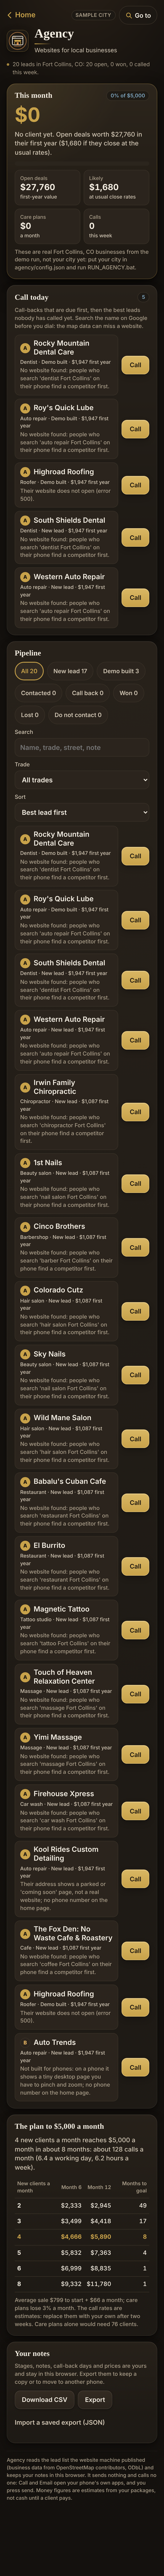 Home
SAMPLE CITY
Go to
Agency
Websites for local businesses
20 leads in Fort Collins, CO: 20 open, 0 won, 0 called
this week.
This month
0% of $5,000
$0
No client yet. Open deals worth $27,760 in
their first year ($1,680 if they close at the
usual rates).
Open deals
$27,760
first-year value
Likely
$1,680
at usual close rates
Care plans
$0
a month
Calls
0
this week
These are real Fort Collins, CO businesses from the
demo run, not your city yet. put your city in
agency/config.json and run RUN_AGENCY.bat.
Call today
5
Call-backs that are due first, then the best leads
nobody has called yet. Search the name on Google
before you dial: the map data can miss a website.
A Rocky Mountain
Dental Care
Dentist · Demo built · $1,947 first year
No website found: people who
search 'dentist Fort Collins' on
their phone find a competitor first.
Call
A Roy's Quick Lube
Auto repair · Demo built · $1,947 first
year
No website found: people who
search 'auto repair Fort Collins' on
their phone find a competitor first.
Call
A Highroad Roofing
Roofer · Demo built · $1,947 first year
Their website does not open (error
500).
Call
A South Shields Dental
Dentist · New lead · $1,947 first year
No website found: people who
search 'dentist Fort Collins' on
their phone find a competitor first.
Call
A Western Auto Repair
Auto repair · New lead · $1,947 first
year
No website found: people who
search 'auto repair Fort Collins' on
their phone find a competitor first.
Call
Pipeline
All 20
New lead 17
Demo built 3
Contacted 0
Call back 0
Won 0
Lost 0
Do not contact 0
Search
Name, trade, street, note
Trade
All trades
Sort
Best lead first
A Rocky Mountain
Dental Care
Dentist · Demo built · $1,947 first year
No website found: people who
search 'dentist Fort Collins' on
their phone find a competitor first.
Call
A Roy's Quick Lube
Auto repair · Demo built · $1,947 first
year
No website found: people who
search 'auto repair Fort Collins' on
their phone find a competitor first.
Call
A South Shields Dental
Dentist · New lead · $1,947 first year
No website found: people who
search 'dentist Fort Collins' on
their phone find a competitor first.
Call
A Western Auto Repair
Auto repair · New lead · $1,947 first
year
No website found: people who
search 'auto repair Fort Collins' on
their phone find a competitor first.
Call
A Irwin Family
Chiropractic
Chiropractor · New lead · $1,087 first
year
No website found: people who
search 'chiropractor Fort Collins'
on their phone find a competitor
first.
Call
A 1st Nails
Beauty salon · New lead · $1,087 first
year
No website found: people who
search 'nail salon Fort Collins' on
their phone find a competitor first.
Call
A Cinco Brothers
Barbershop · New lead · $1,087 first
year
No website found: people who
search 'barber Fort Collins' on their
phone find a competitor first.
Call
A Colorado Cutz
Hair salon · New lead · $1,087 first
year
No website found: people who
search 'hair salon Fort Collins' on
their phone find a competitor first.
Call
A Sky Nails
Beauty salon · New lead · $1,087 first
year
No website found: people who
search 'nail salon Fort Collins' on
their phone find a competitor first.
Call
A Wild Mane Salon
Hair salon · New lead · $1,087 first
year
No website found: people who
search 'hair salon Fort Collins' on
their phone find a competitor first.
Call
A Babalu's Cuban Cafe
Restaurant · New lead · $1,087 first
year
No website found: people who
search 'restaurant Fort Collins' on
their phone find a competitor first.
Call
A El Burrito
Restaurant · New lead · $1,087 first
year
No website found: people who
search 'restaurant Fort Collins' on
their phone find a competitor first.
Call
A Magnetic Tattoo
Tattoo studio · New lead · $1,087 first
year
No website found: people who
search 'tattoo Fort Collins' on their
phone find a competitor first.
Call
A Touch of Heaven
Relaxation Center
Massage · New lead · $1,087 first year
No website found: people who
search 'massage Fort Collins' on
their phone find a competitor first.
Call
A Yimi Massage
Massage · New lead · $1,087 first year
No website found: people who
search 'massage Fort Collins' on
their phone find a competitor first.
Call
A Firehouse Xpress
Car wash · New lead · $1,087 first year
No website found: people who
search 'car wash Fort Collins' on
their phone find a competitor first.
Call
A Kool Rides Custom
Detailing
Auto repair · New lead · $1,947 first
year
Their address shows a parked or
'coming soon' page, not a real
website; no phone number on the
home page.
Call
A The Fox Den: No
Waste Cafe & Roastery
Cafe · New lead · $1,087 first year
No website found: people who
search 'coffee Fort Collins' on their
phone find a competitor first.
Call
A Highroad Roofing
Roofer · Demo built · $1,947 first year
Their website does not open (error
500).
Call
B Auto Trends
Auto repair · New lead · $1,947 first
year
Not built for phones: on a phone it
shows a tiny desktop page you
have to pinch and zoom; no phone
number on the home page.
Call
The plan to $5,000 a month
4 new clients a month reaches $5,000 a
month in about 8 months: about 128 calls a
month (6.4 a working day, 6.2 hours a
week).
New clients a month Month 8 Month 12 Months to goal
2 $2,333 $2,945 49
3 $3,499 $4,418 17
4 $4,666 $5,890 8
5 $5,832 $7,363 4
6 $6,999 $8,835 1
8 $9,332 $11,780 1
Average sale $799 to start + $68 a month; care
plans lose 3% a month. The call rates are
estimates: replace them with your own after two
weeks. Care plans alone would need 76 clients.
Your notes
Stages, notes, call-back days and prices are yours
and stay in this browser. Export them to keep a
copy or to move to another phone.
Download CSV
Export
Import a saved export (JSON)
Agency reads the lead list the website machine published
(business data from OpenStreetMap contributors, ODbL) and
keeps your notes in this browser. It sends nothing and calls no
one: Call and Email open your phone's own apps, and you
press send. Money figures are estimates from your packages,
not cash until a client pays.